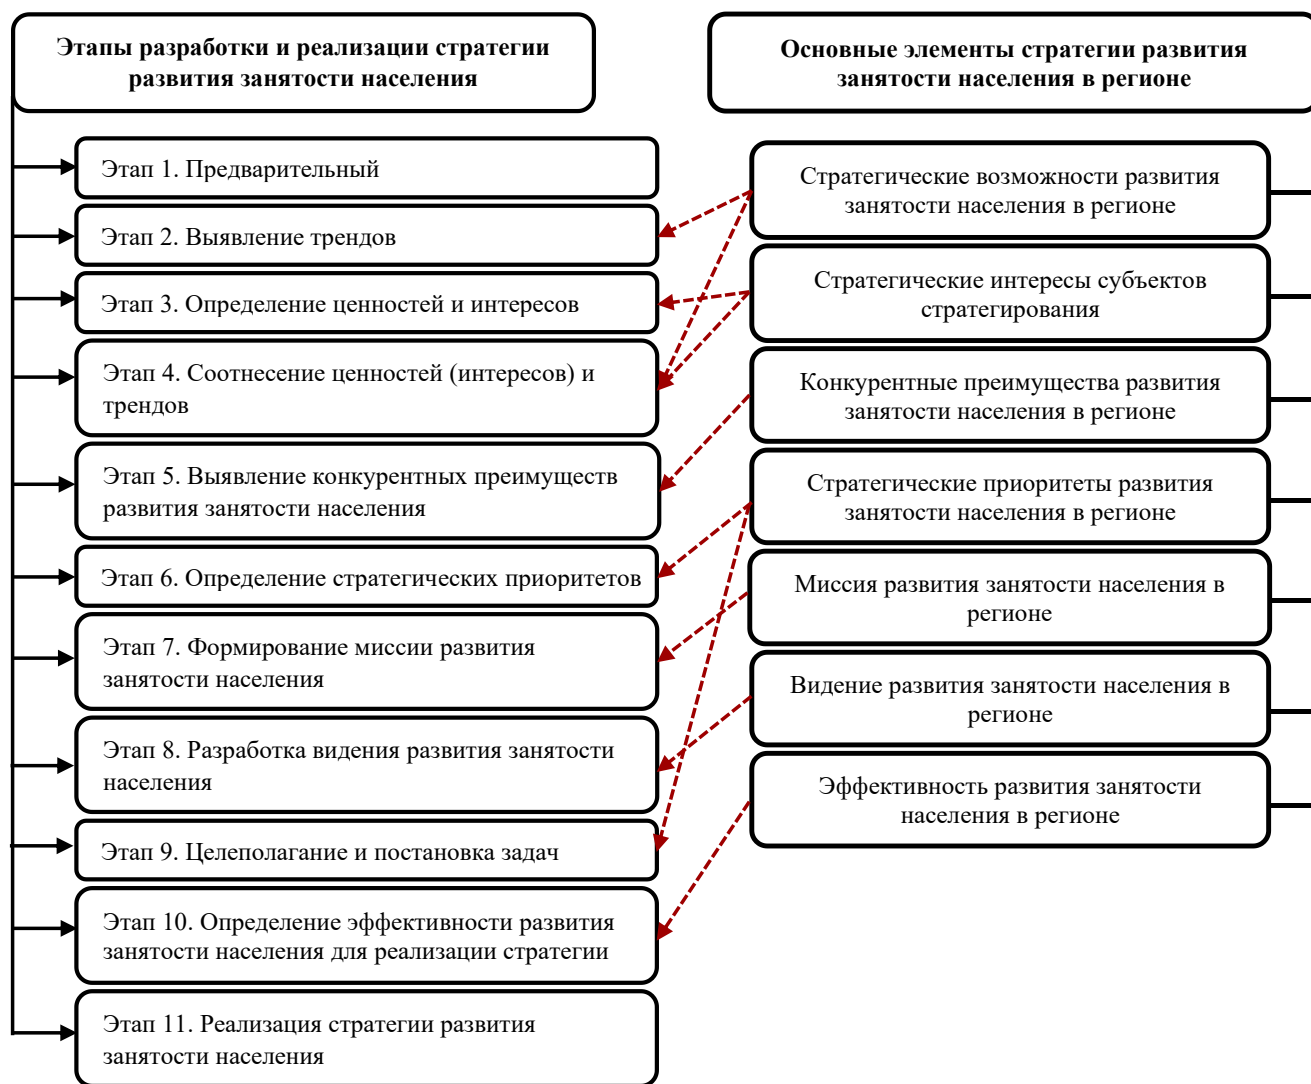 Этапы разработки и реализации стратегии
развития занятости населения
Этап 1. Предварительный
Этап 2. Выявление трендов
Этап 3. Определение ценностей и интересов
Этап 4. Соотнесение ценностей (интересов) и
трендов
Этап 5. Выявление конкурентных преимуществ
развития занятости населения
Этап 6. Определение стратегических приоритетов
Этап 7. Формирование миссии развития
занятости населения
Этап 8. Разработка видения развития занятости
населения
Этап 9. Целеполагание и постановка задач
Этап 10. Определение эффективности развития
занятости населения для реализации стратегии
Этап 11. Реализация стратегии развития
занятости населения
Основные элементы стратегии развития
занятости населения в регионе
Стратегические возможности развития
занятости населения в регионе
Стратегические интересы субъектов
стратегирования
Конкурентные преимущества развития
занятости населения в регионе
Стратегические приоритеты развития
занятости населения в регионе
Миссия развития занятости населения в
регионе
Видение развития занятости населения в
регионе
Эффективность развития занятости
населения в регионе